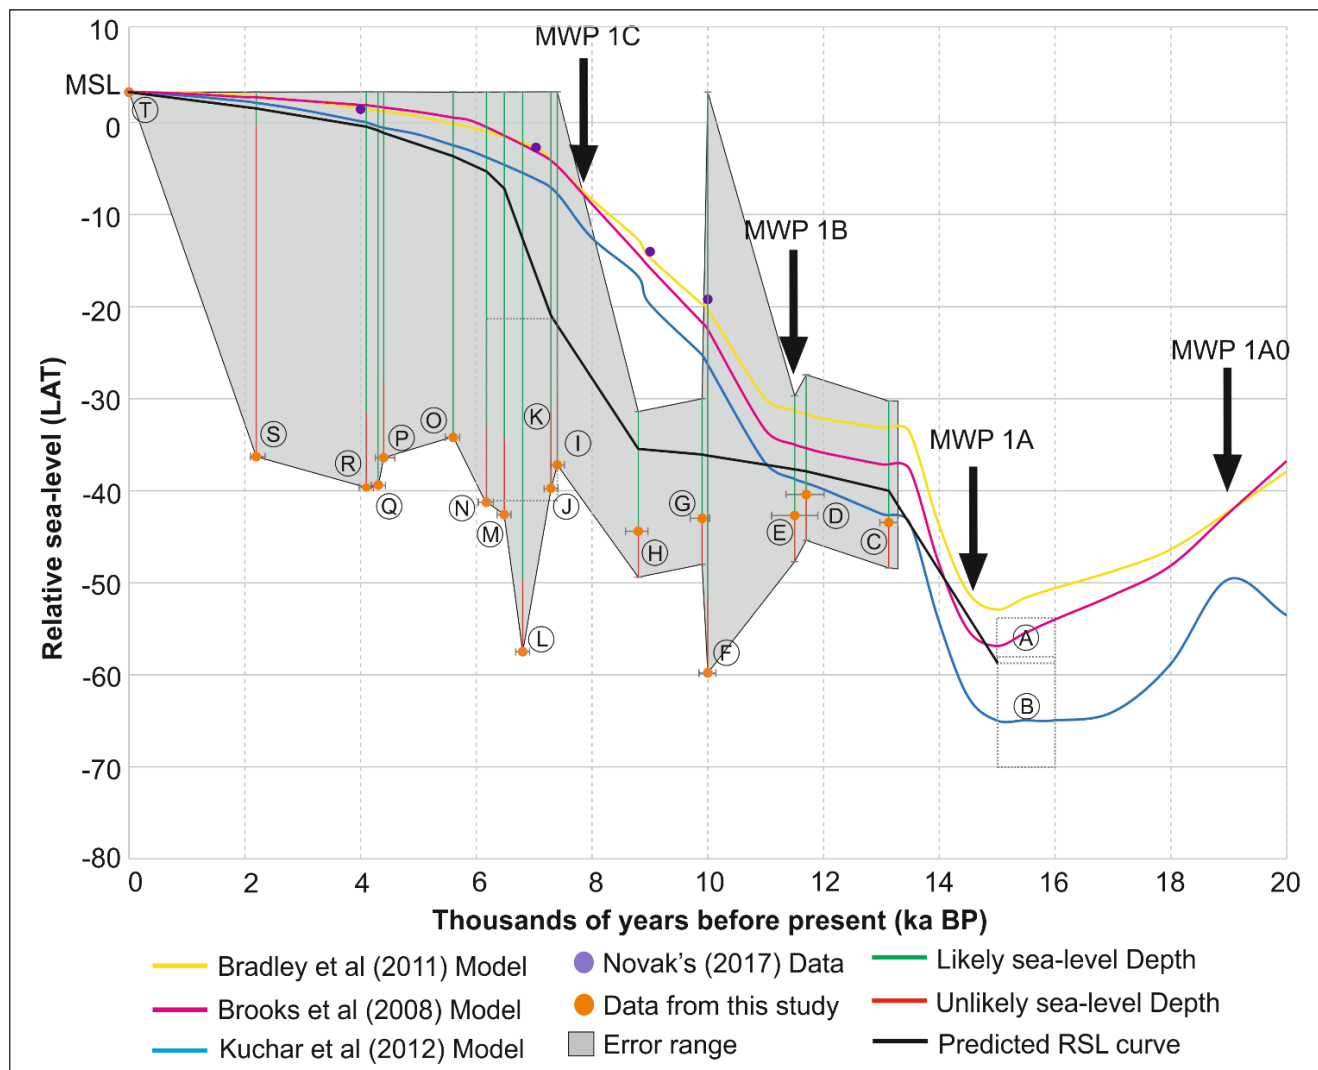 10
MWP 1C
MSL
T
0
-10
MWP 1B
-20
-30
MWP 1A0
MWP 1A
K
O
S
P
I
R
-40
Q
N
J
G
D
M
E
C
H
-50
L
F
A
-60
B
-70
-80
Relative sea-level (LAT)
0 2 4 6 8 10 12 14 16 18 20
Thousands of years before present (ka BP)
Bradley et al (2011) Model
Novak's (2017) Data
Likely sea-level Depth
Brooks et al (2008) Model
Data from this study
Unlikely sea-level Depth
Kuchar et al (2012) Model
Error range
Predicted RSL curve